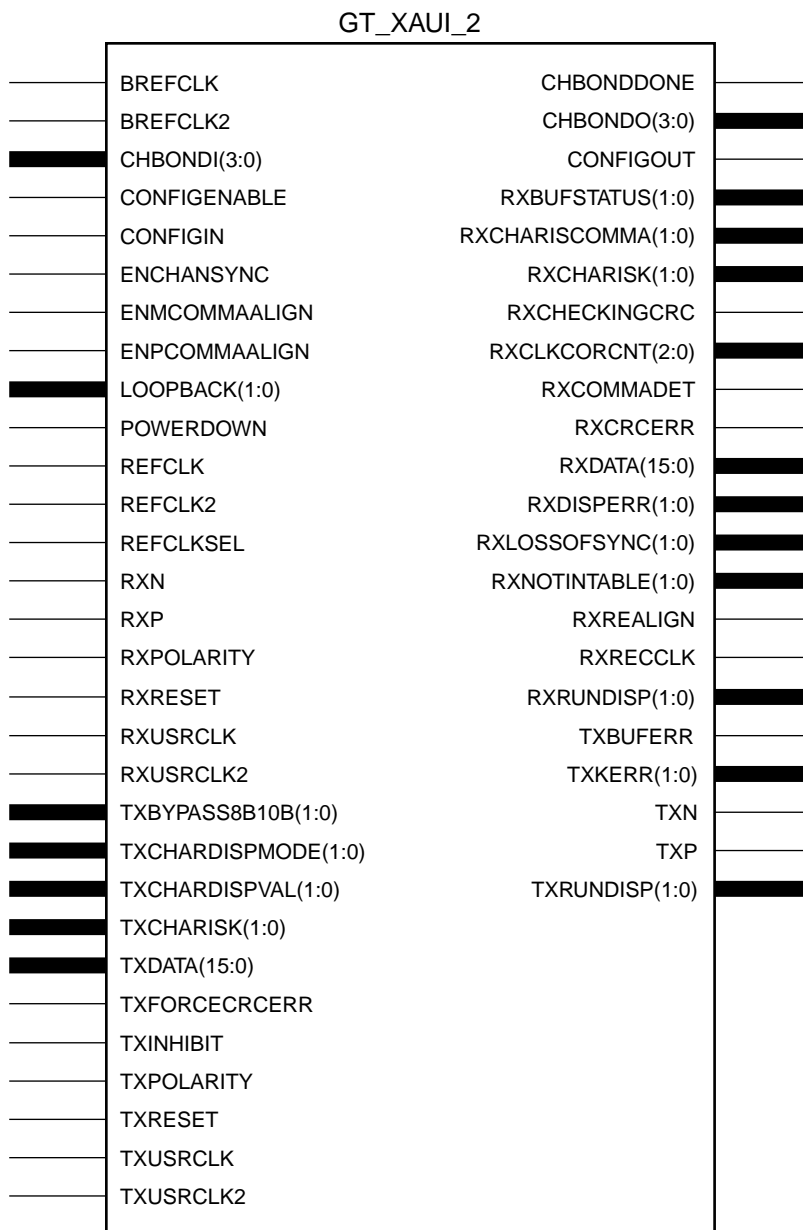 GT_XAUI_2
BREFCLK
BREFCLK2
CHBONDI(3:0)
CONFIGENABLE
CONFIGIN
ENCHANSYNC
ENMCOMMAALIGN
ENPCOMMAALIGN
LOOPBACK(1:0)
POWERDOWN
REFCLK
REFCLK2
REFCLKSEL
RXN
RXP
RXPOLARITY
RXRESET
RXUSRCLK
RXUSRCLK2
TXBYPASS8B10B(1:0)
TXCHARDISPMODE(1:0)
TXCHARDISPVAL(1:0)
TXCHARISK(1:0)
TXDATA(15:0)
TXFORCECRCERR
TXINHIBIT
TXPOLARITY
TXRESET
TXUSRCLK
TXUSRCLK2
CHBONDDONE
CHBONDO(3:0)
CONFIGOUT
RXBUFSTATUS(1:0)
RXCHARISCOMMA(1:0)
RXCHARISK(1:0)
RXCHECKINGCRC
RXCLKCORCNT(2:0)
RXCOMMADET
RXCRCERR
RXDATA(15:0)
RXDISPERR(1:0)
RXLOSSOFSYNC(1:0)
RXNOTINTABLE(1:0)
RXREALIGN
RXRECCLK
RXRUNDISP(1:0)
TXBUFERR
TXKERR(1:0)
TXN
TXP
TXRUNDISP(1:0)